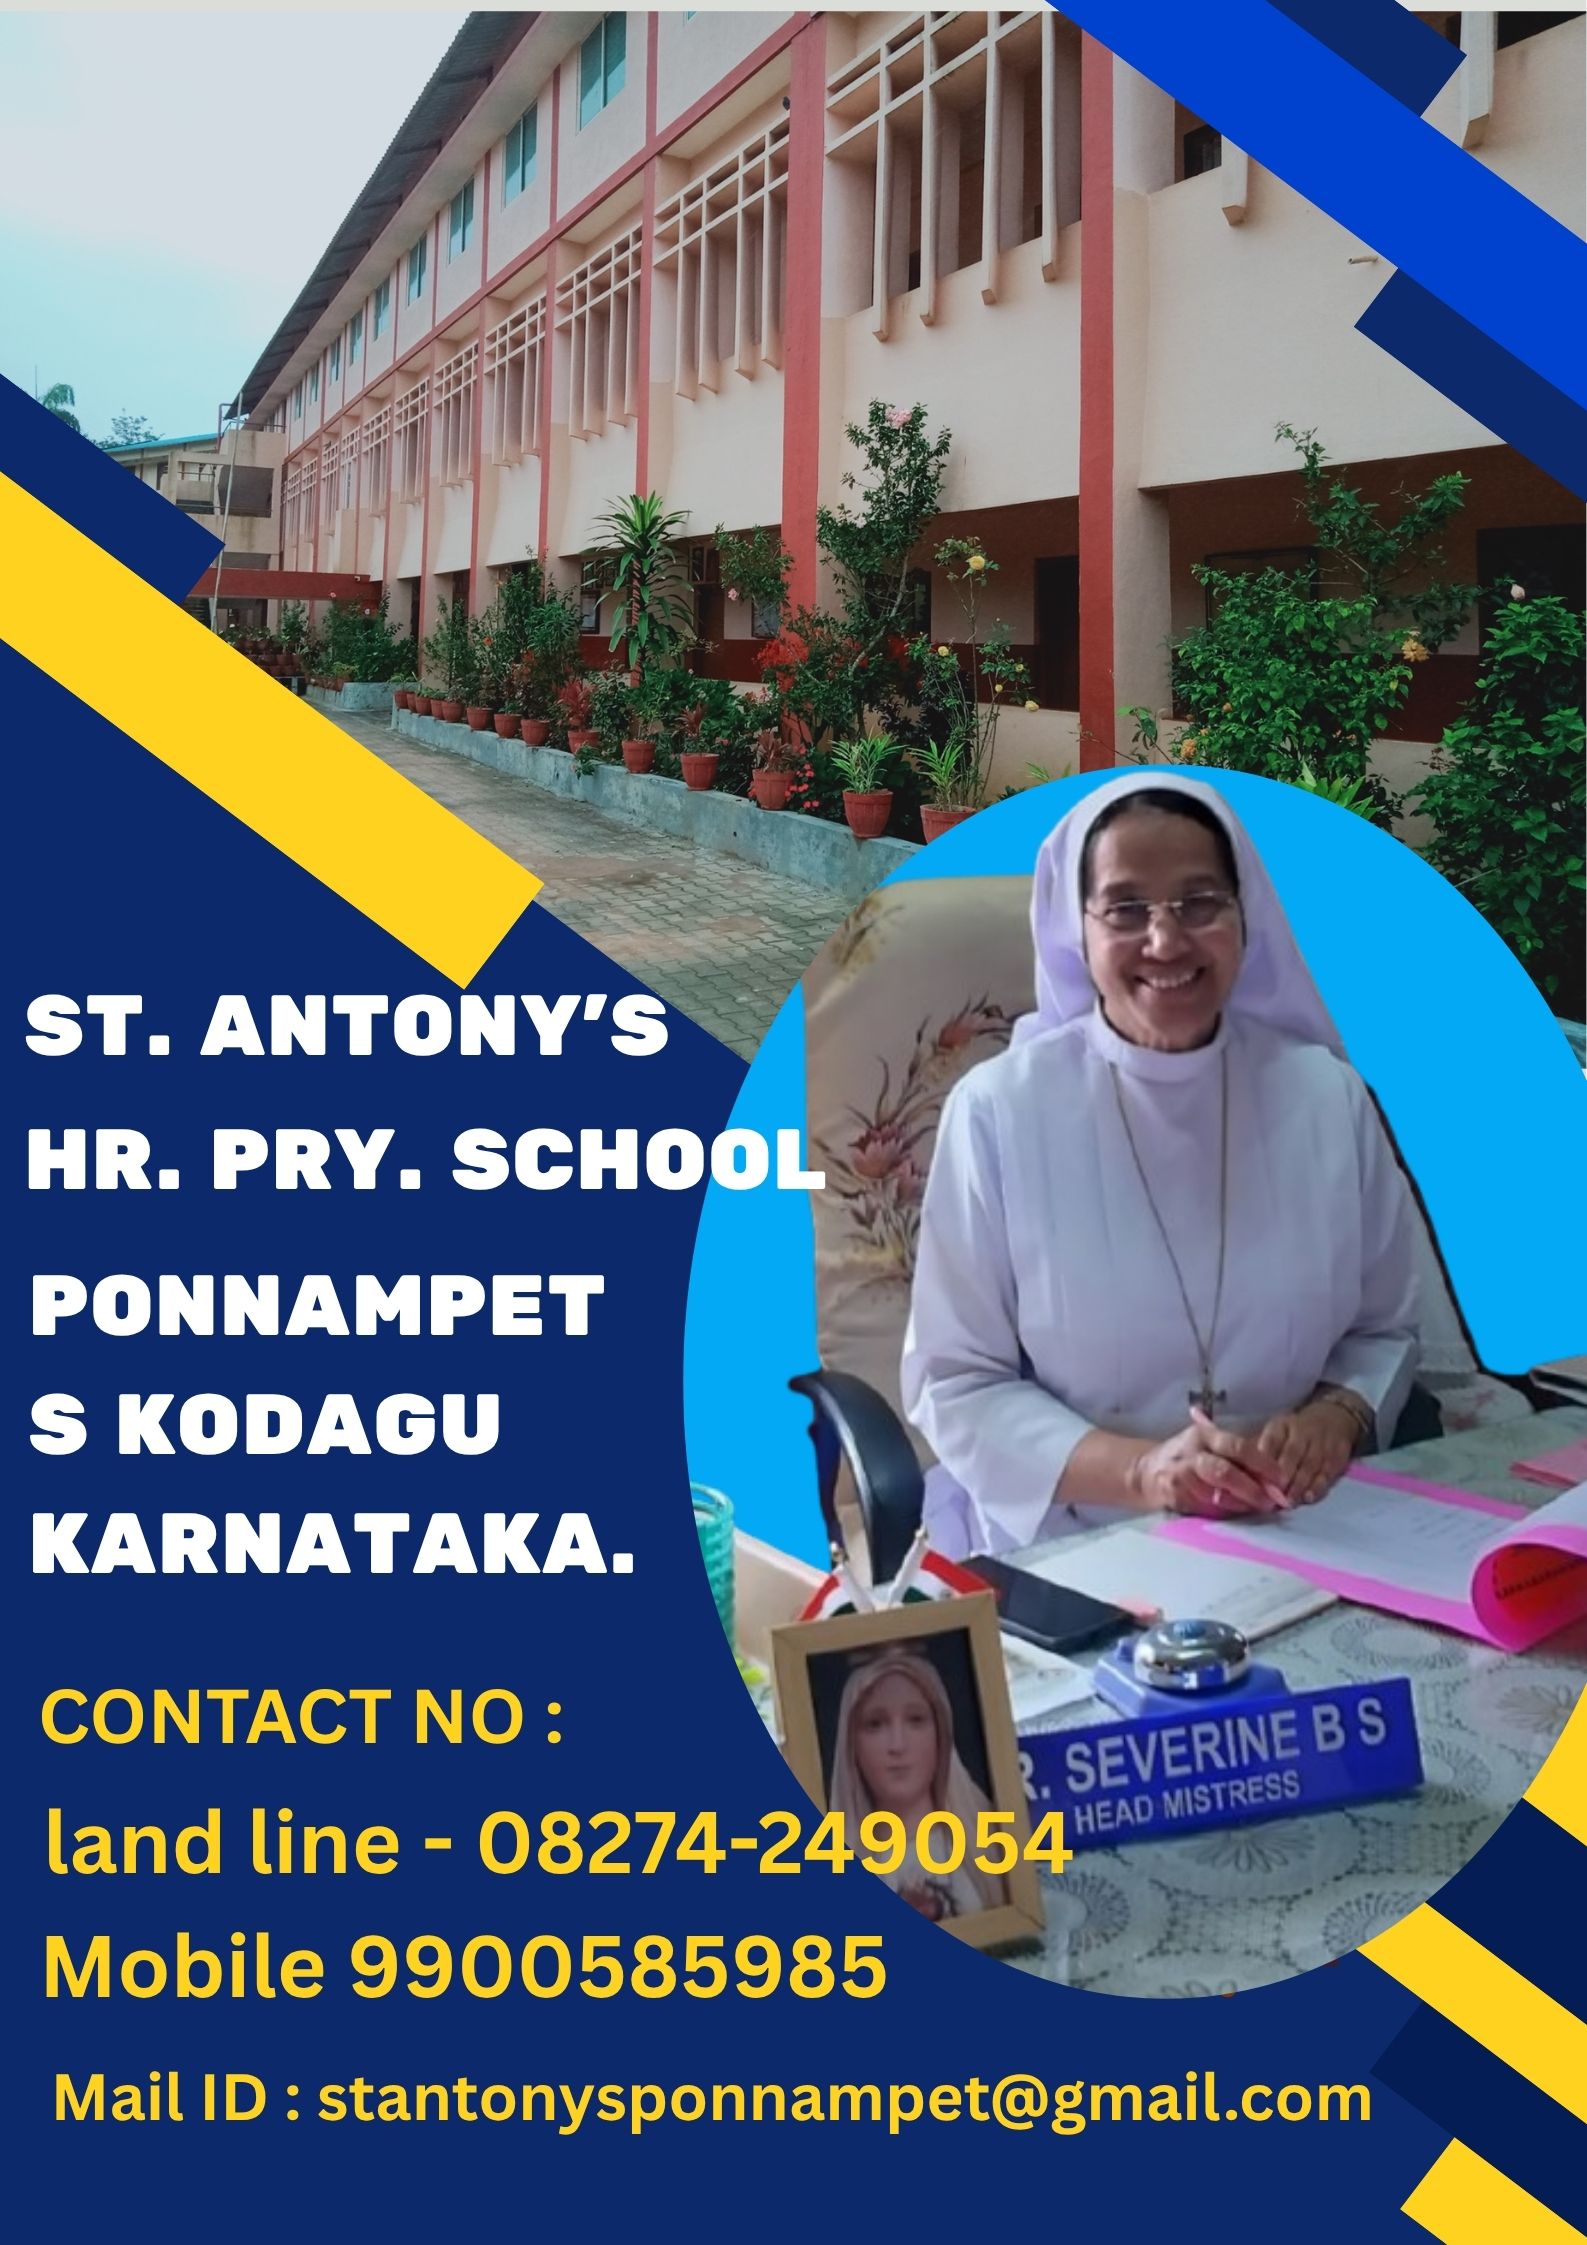 ST. ANTONY'S
HR. PRY. SCHOOL
PONNAMPET
S KODAGU
KARNATAKA.
CONTACT NO :
land line - 08274-249054
Mobile 9900585985
Mail ID : stantonysponnampet@gmail.com
R. SEVERINE B S
HEAD MISTRESS